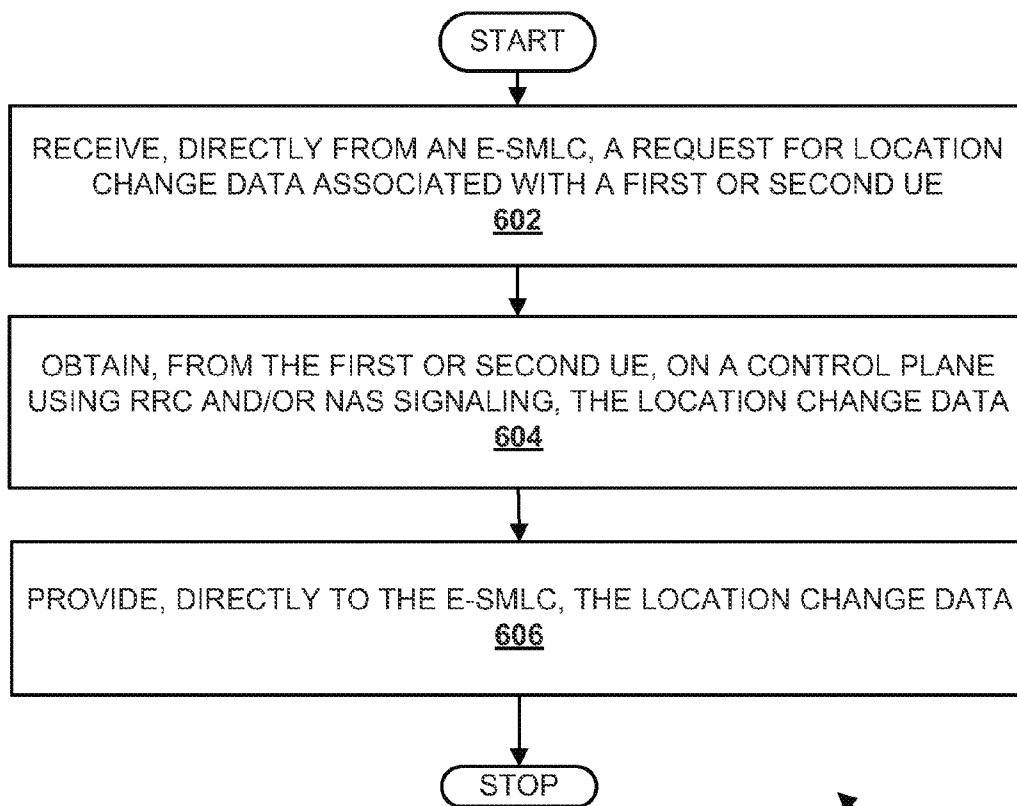 START
RECEIVE, DIRECTLY FROM AN E-SMLC, A REQUEST FOR LOCATION
CHANGE DATA ASSOCIATED WITH A FIRST OR SECOND UE
602
OBTAIN, FROM THE FIRST OR SECOND UE, ON A CONTROL PLANE
USING RRC AND/OR NAS SIGNALING, THE LOCATION CHANGE DATA
604
PROVIDE, DIRECTLY TO THE E-SMLC, THE LOCATION CHANGE DATA
606
STOP